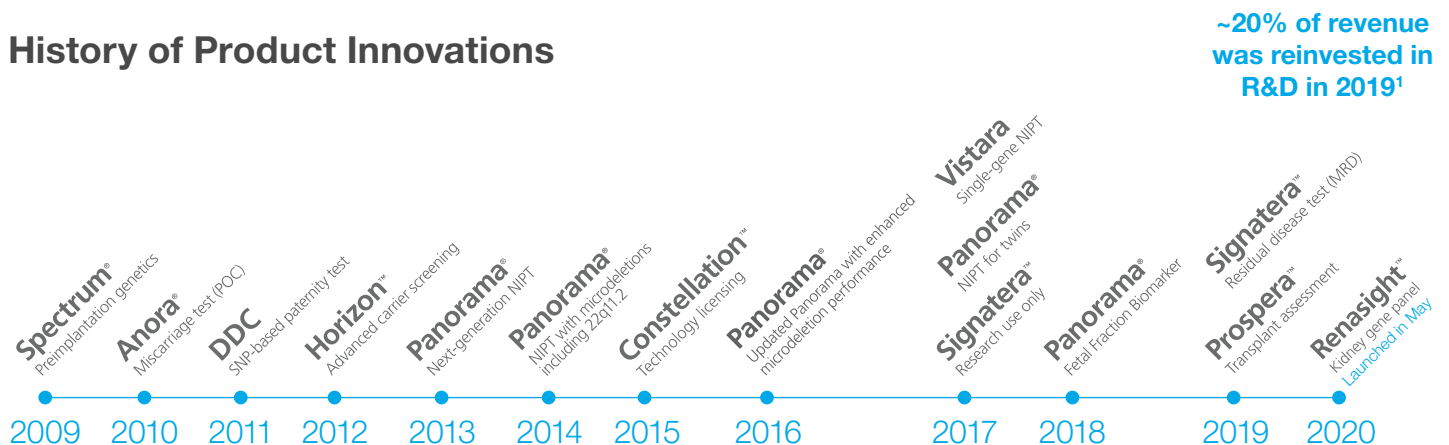 History of Product Innovations
~20% of revenue
was reinvested in
R&D in 2019¹
Spectrum®
Preimplantation genetics
Anora®
Miscarriage test (POC)
DDC
SNP-based paternity test
Horizon™
Advanced carrier screening
Panorama®
Next-generation NIPT
Panorama®
NIPT with microdeletions
including 22q11.2
Constellation™
Technology licensing
Panorama®
Updated Panorama with enhanced
microdeletion performance
Vistara
Single-gene NIPT
Panorama®
NIPT for twins
Signatera™
Research use only
Panorama®
Fetal Fraction Biomarker
Signatera™
Residual disease test (MRD)
Prospera™
Transplant assessment
Renasight™
Kidney gene panel
Launched in May
2009 2010 2011 2012 2013 2014 2015 2016 2017 2018 2019 2020